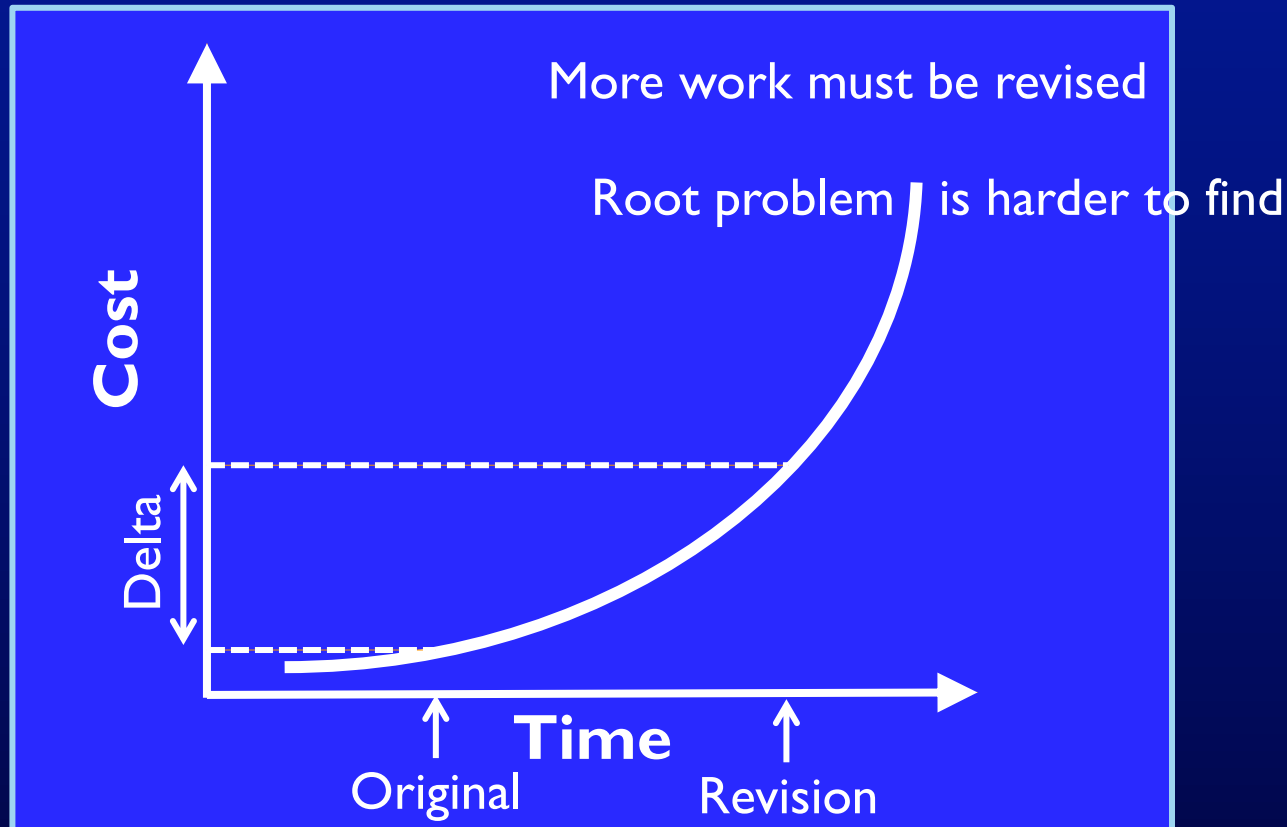 More work must be revised
Root problem is harder to find
Cost
Delta
Time
Original
Revision